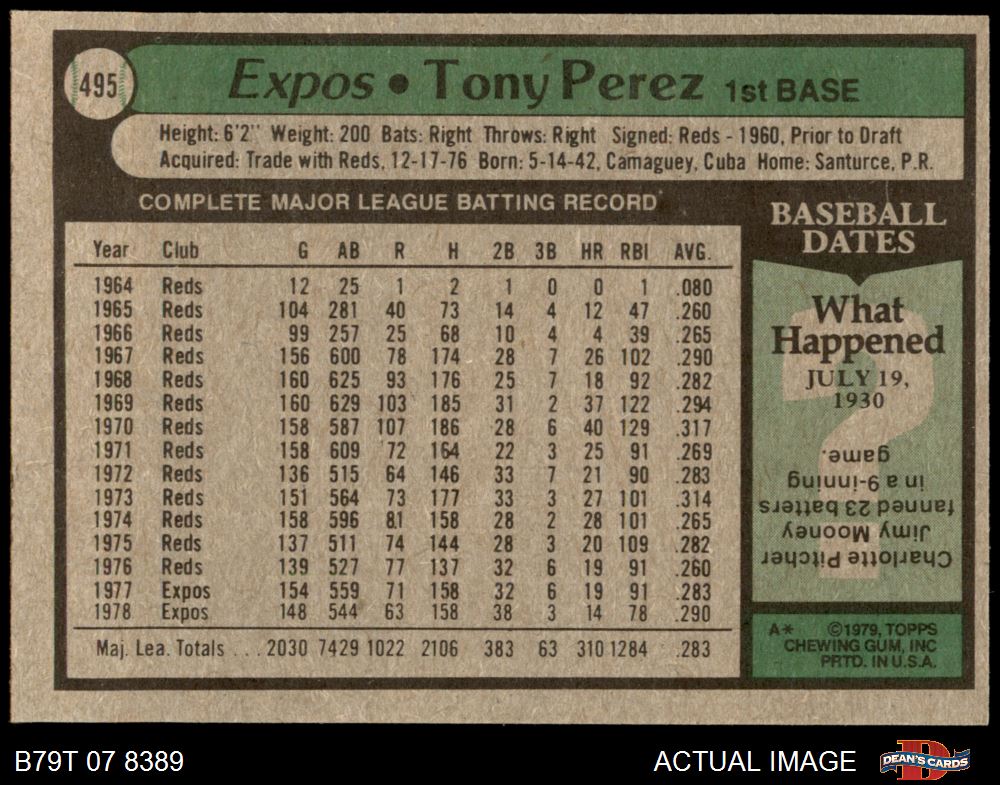 495
Expos • Tony Perez 1st BASE
Height: 6'2" Weight: 200 Bats: Right Throws: Right Signed: Reds - 1960, Prior to Draft
Acquired: Trade with Reds, 12-17-76 Born: 5-14-42, Camaguey, Cuba Home: Santurce, P.R.
COMPLETE MAJOR LEAGUE BATTING RECORD
Year Club G AB R H 2B 3B HR RBI AVG.
1964 Reds 12 25 1 2 1 0 0 1 .080
1965 Reds 104 281 40 73 14 4 12 47 .260
1966 Reds 99 257 25 68 10 4 4 39 .265
1967 Reds 156 600 78 174 28 7 26 102 .290
1968 Reds 160 625 93 176 25 7 18 92 .282
1969 Reds 160 629 103 185 31 2 37 122 .294
1970 Reds 158 587 107 186 28 6 40 129 .317
1971 Reds 158 609 72 164 22 3 25 91 .269
1972 Reds 136 515 64 146 33 7 21 90 .283
1973 Reds 151 564 73 177 33 3 27 101 .314
1974 Reds 158 596 81 158 28 2 28 101 .265
1975 Reds 137 511 74 144 28 3 20 109 .282
1976 Reds 139 527 77 137 32 6 19 91 .260
1977 Expos 154 559 71 158 32 6 19 91 .283
1978 Expos 148 544 63 158 38 3 14 78 .290
Maj. Lea. Totals ... 2030 7429 1022 2106 383 63 310 1284 .283
BASEBALL
DATES
What
Happened
JULY 19,
1930
?
Charlotte Pitcher
Jimy Mooney
fanned 23 batters
in a 9-inning
game.
A* ©1979, TOPPS
CHEWING GUM, INC
PRTD. IN U.S.A.
B79T 07 8389
ACTUAL IMAGE
D
DEAN'S CARDS